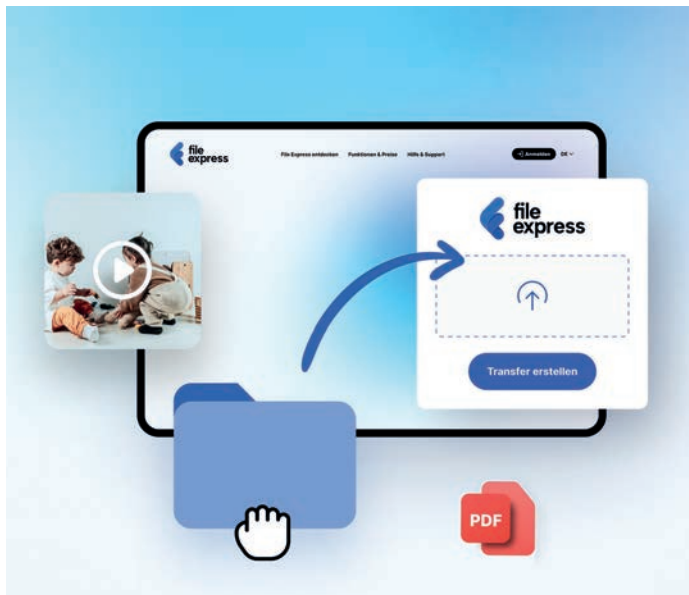 file
express
File Express entdecken Funktionen & Preise Hilfe & Support
Anmelden DE
file
express
Transfer erstellen
PDF